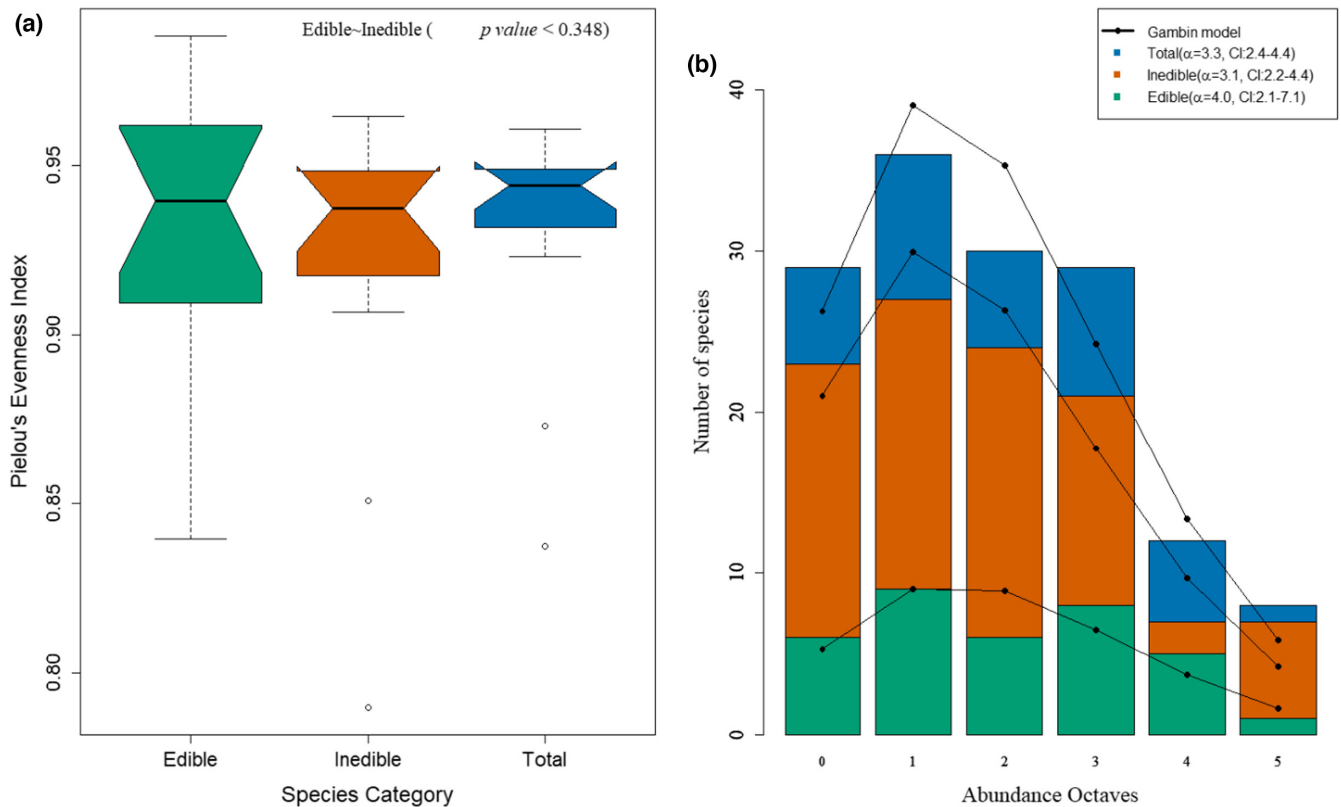 (a)
Edible~Inedible ( p value < 0.348)
Pielou's Evenness Index
0.95
0.90
0.85
0.80
Edible Inedible Total
Species Category
(b)
Gambin model
Total(α=3.3, CI:2.4-4.4)
Inedible(α=3.1, CI:2.2-4.4)
Edible(α=4.0, CI:2.1-7.1)
Number of species
40
30
20
10
0
0 1 2 3 4 5
Abundance Octaves